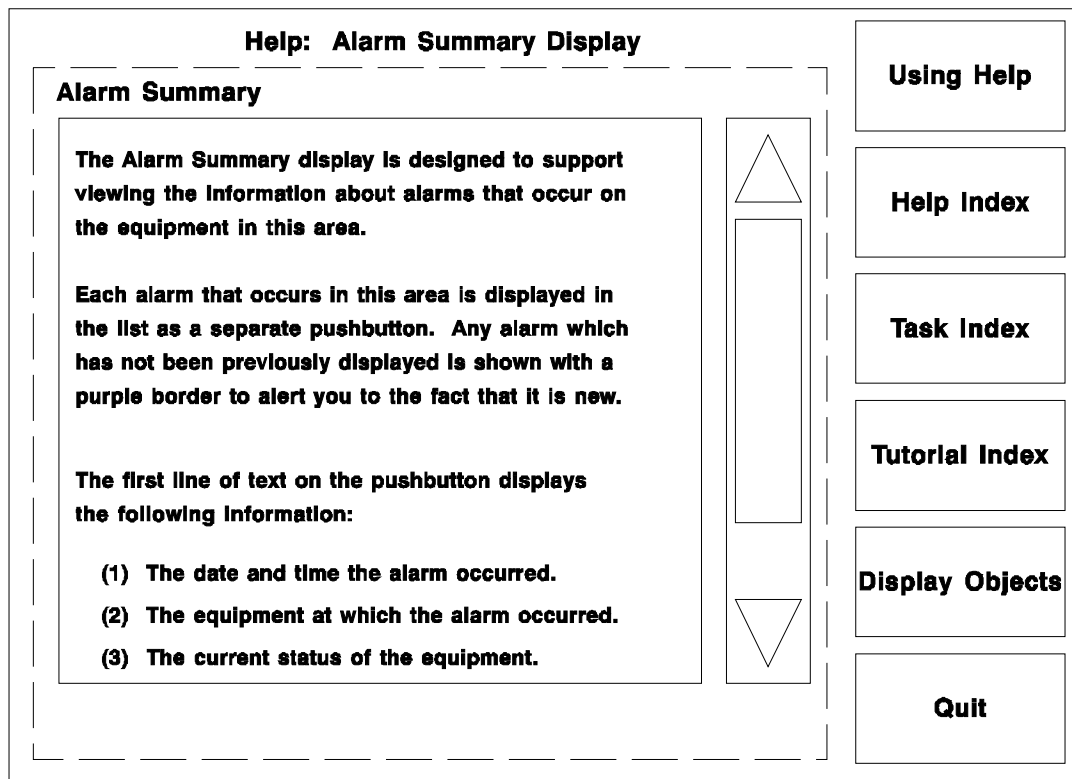 Help: Alarm Summary Display
Alarm Summary
The Alarm Summary display is designed to support
viewing the information about alarms that occur on
the equipment in this area.
Each alarm that occurs in this area is displayed in
the list as a separate pushbutton. Any alarm which
has not been previously displayed is shown with a
purple border to alert you to the fact that it is new.
The first line of text on the pushbutton displays
the following information:
(1) The date and time the alarm occurred.
(2) The equipment at which the alarm occurred.
(3) The current status of the equipment.
Using Help
Help Index
Task Index
Tutorial Index
Display Objects
Quit